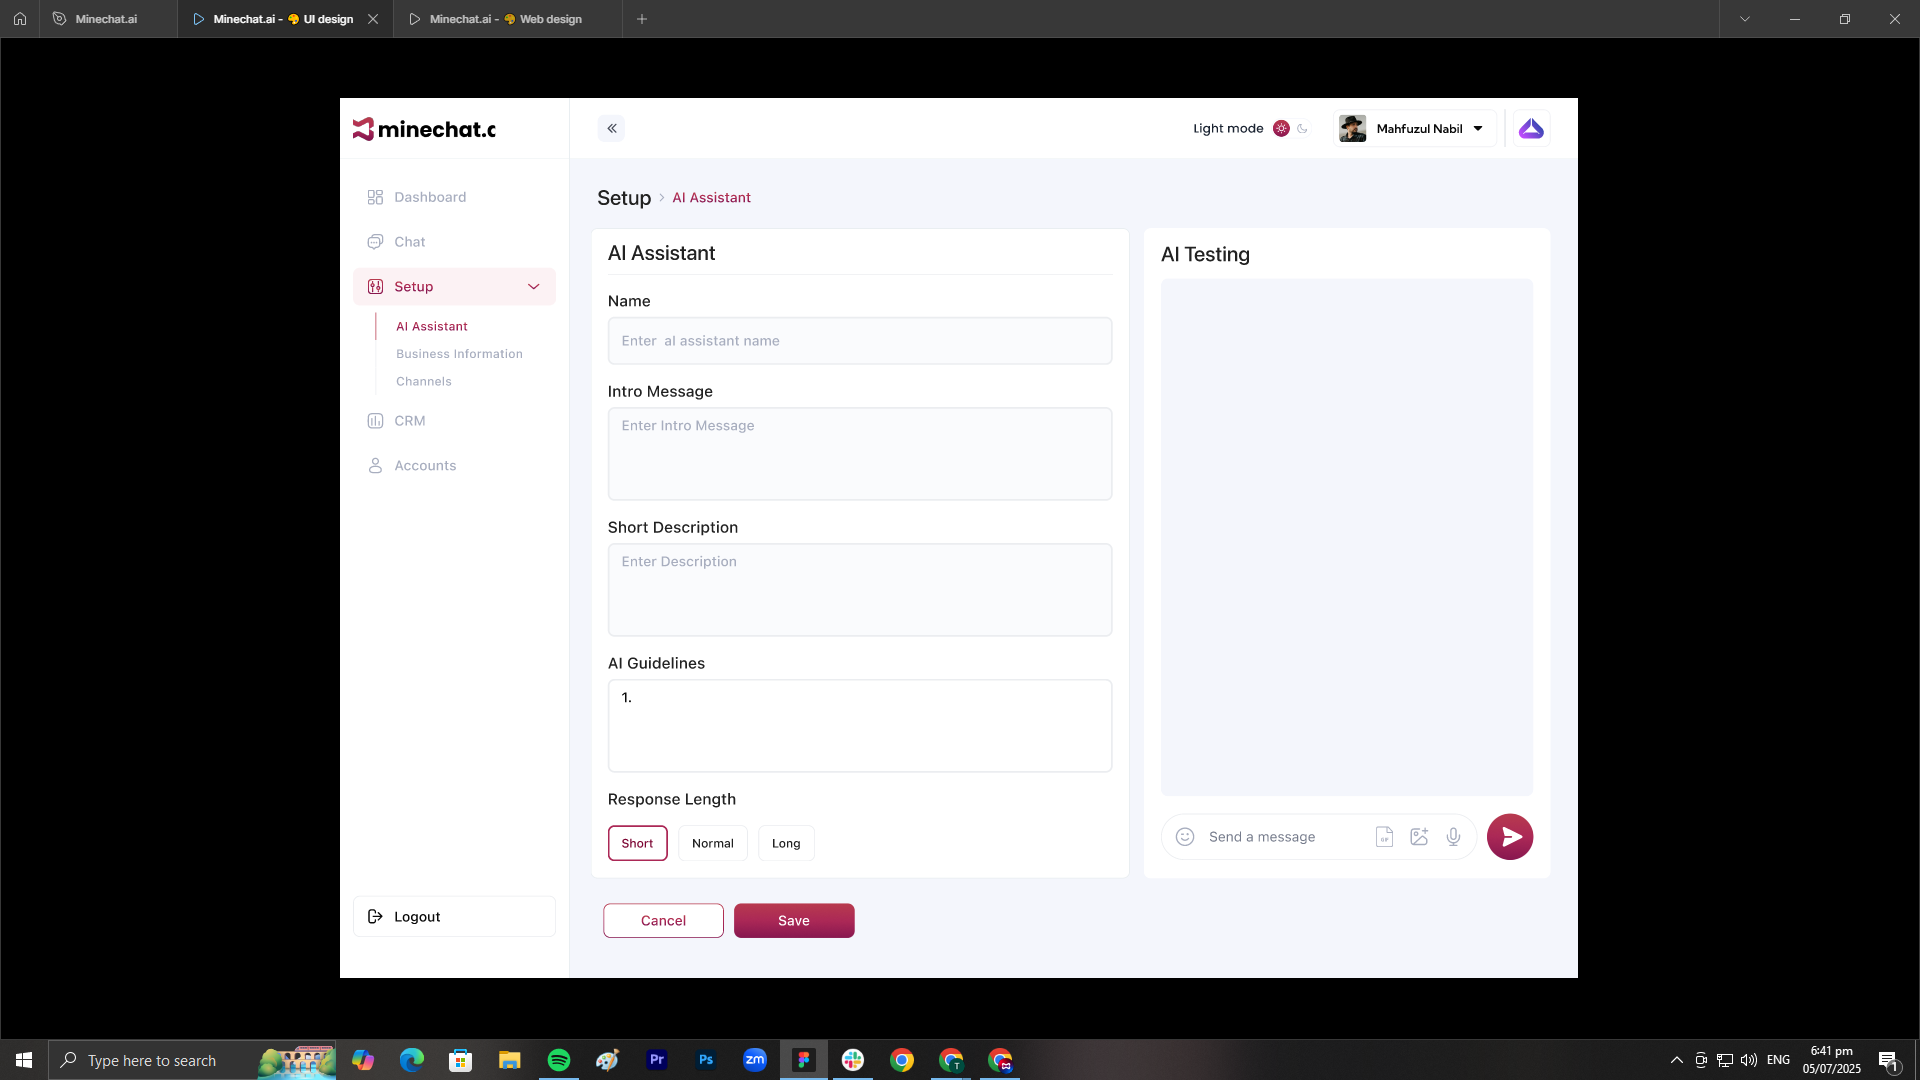 Minechat.ai
Minechat.ai - 🎨 UI design
Minechat.ai - 🎨 Web design
minechat.c
Light mode
Mahfuzul Nabil
Dashboard
Chat
Setup
AI Assistant
Business Information
Channels
CRM
Accounts
Logout
Setup > AI Assistant
AI Assistant
Name
Enter aI assistant name
Intro Message
Enter Intro Message
Short Description
Enter Description
AI Guidelines
1.
Response Length
Short
Normal
Long
Cancel
Save
AI Testing
Send a message
Type here to search
Pr
Ps
zm
T
ENG
6:41 pm
05/07/2025
1